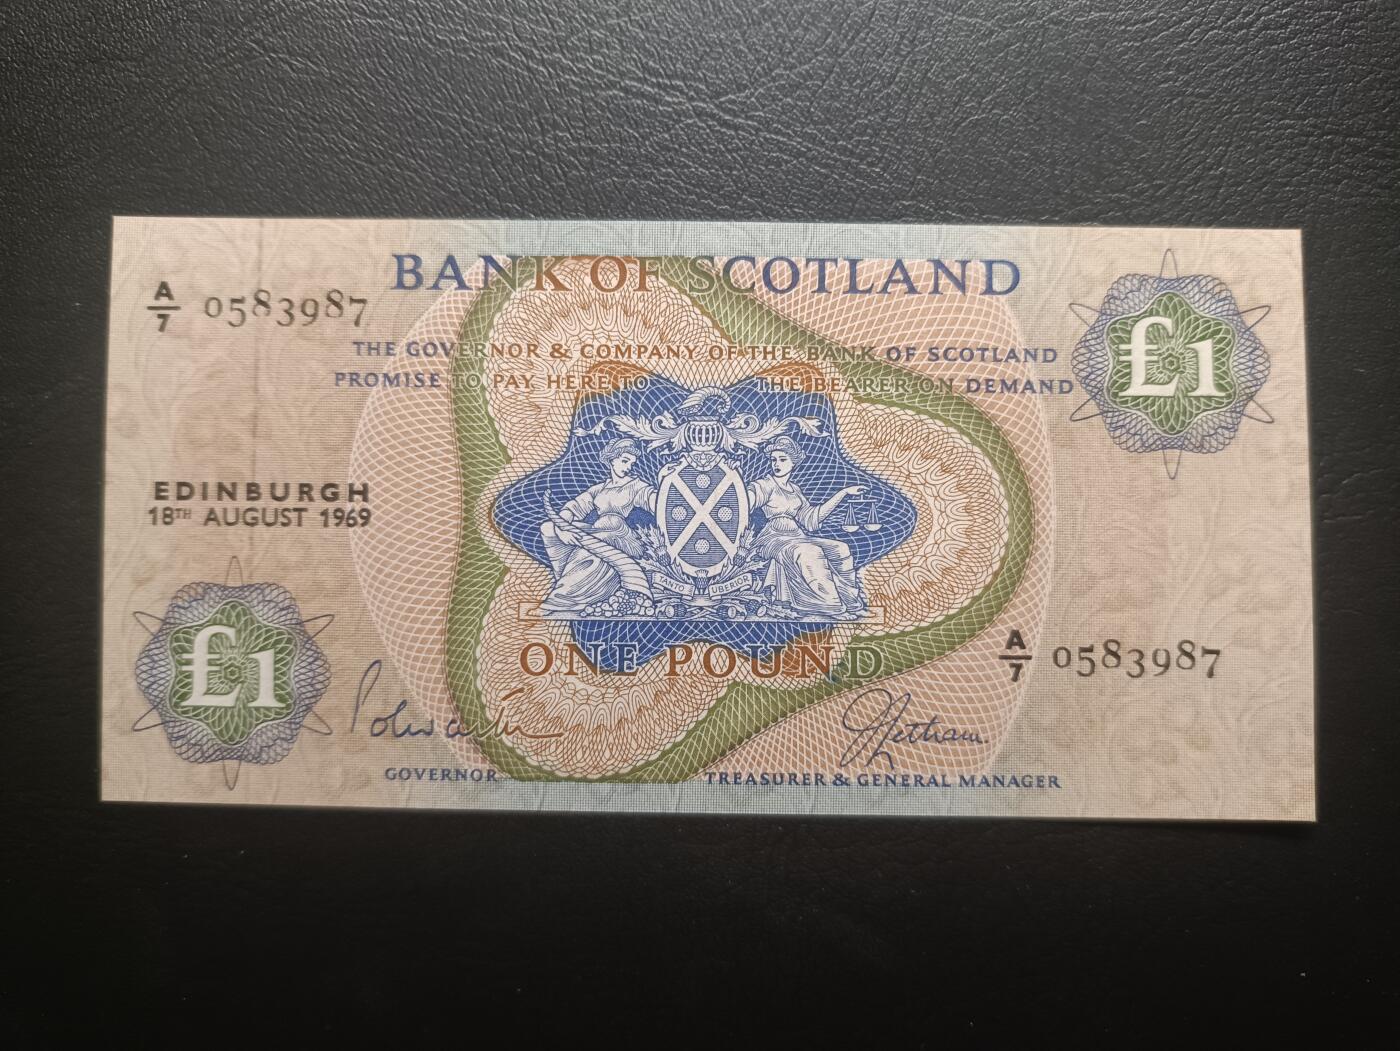 BANK OF SCOTLAND
A/7 0583987
£1
THE GOVERNOR & COMPANY OF THE BANK OF SCOTLAND
PROMISE TO PAY HERE TO THE BEARER ON DEMAND
EDINBURGH
18TH AUGUST 1969
TANTO UBERIOR
ONE POUND
A/7 0583987
£1
Polwarth
J Letham
GOVERNOR
TREASURER & GENERAL MANAGER